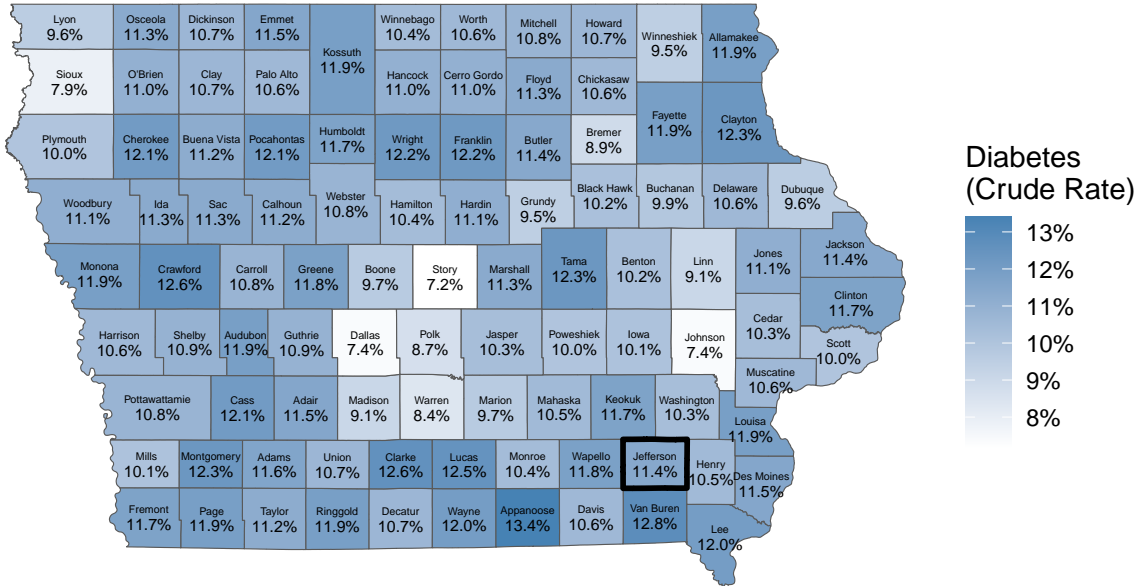 Lyon
9.6%
Osceola
11.3%
Dickinson
10.7%
Emmet
11.5%
Kossuth
11.9%
Winnebago
10.4%
Worth
10.6%
Mitchell
10.8%
Howard
10.7%
Winneshiek
9.5%
Allamakee
11.9%
Sioux
7.9%
O'Brien
11.0%
Clay
10.7%
Palo Alto
10.6%
Hancock
11.0%
Cerro Gordo
11.0%
Floyd
11.3%
Chickasaw
10.6%
Fayette
11.9%
Clayton
12.3%
Plymouth
10.0%
Cherokee
12.1%
Buena Vista
11.2%
Pocahontas
12.1%
Humboldt
11.7%
Wright
12.2%
Franklin
12.2%
Butler
11.4%
Bremer
8.9%
Woodbury
11.1%
Ida
11.3%
Sac
11.3%
Calhoun
11.2%
Webster
10.8%
Hamilton
10.4%
Hardin
11.1%
Grundy
9.5%
Black Hawk
10.2%
Buchanan
9.9%
Delaware
10.6%
Dubuque
9.6%
Monona
11.9%
Crawford
12.6%
Carroll
10.8%
Greene
11.8%
Boone
9.7%
Story
7.2%
Marshall
11.3%
Tama
12.3%
Benton
10.2%
Linn
9.1%
Jones
11.1%
Jackson
11.4%
Clinton
11.7%
Harrison
10.6%
Shelby
10.9%
Audubon
11.9%
Guthrie
10.9%
Dallas
7.4%
Polk
8.7%
Jasper
10.3%
Poweshiek
10.0%
Iowa
10.1%
Johnson
7.4%
Cedar
10.3%
Scott
10.0%
Muscatine
10.6%
Pottawattamie
10.8%
Cass
12.1%
Adair
11.5%
Madison
9.1%
Warren
8.4%
Marion
9.7%
Mahaska
10.5%
Keokuk
11.7%
Washington
10.3%
Louisa
11.9%
Mills
10.1%
Montgomery
12.3%
Adams
11.6%
Union
10.7%
Clarke
12.6%
Lucas
12.5%
Monroe
10.4%
Wapello
11.8%
Jefferson
11.4%
Henry
10.5%
Des Moines
11.5%
Fremont
11.7%
Page
11.9%
Taylor
11.2%
Ringgold
11.9%
Decatur
10.7%
Wayne
12.0%
Appanoose
13.4%
Davis
10.6%
Van Buren
12.8%
Lee
12.0%
Diabetes
(Crude Rate)
13%
12%
11%
10%
9%
8%